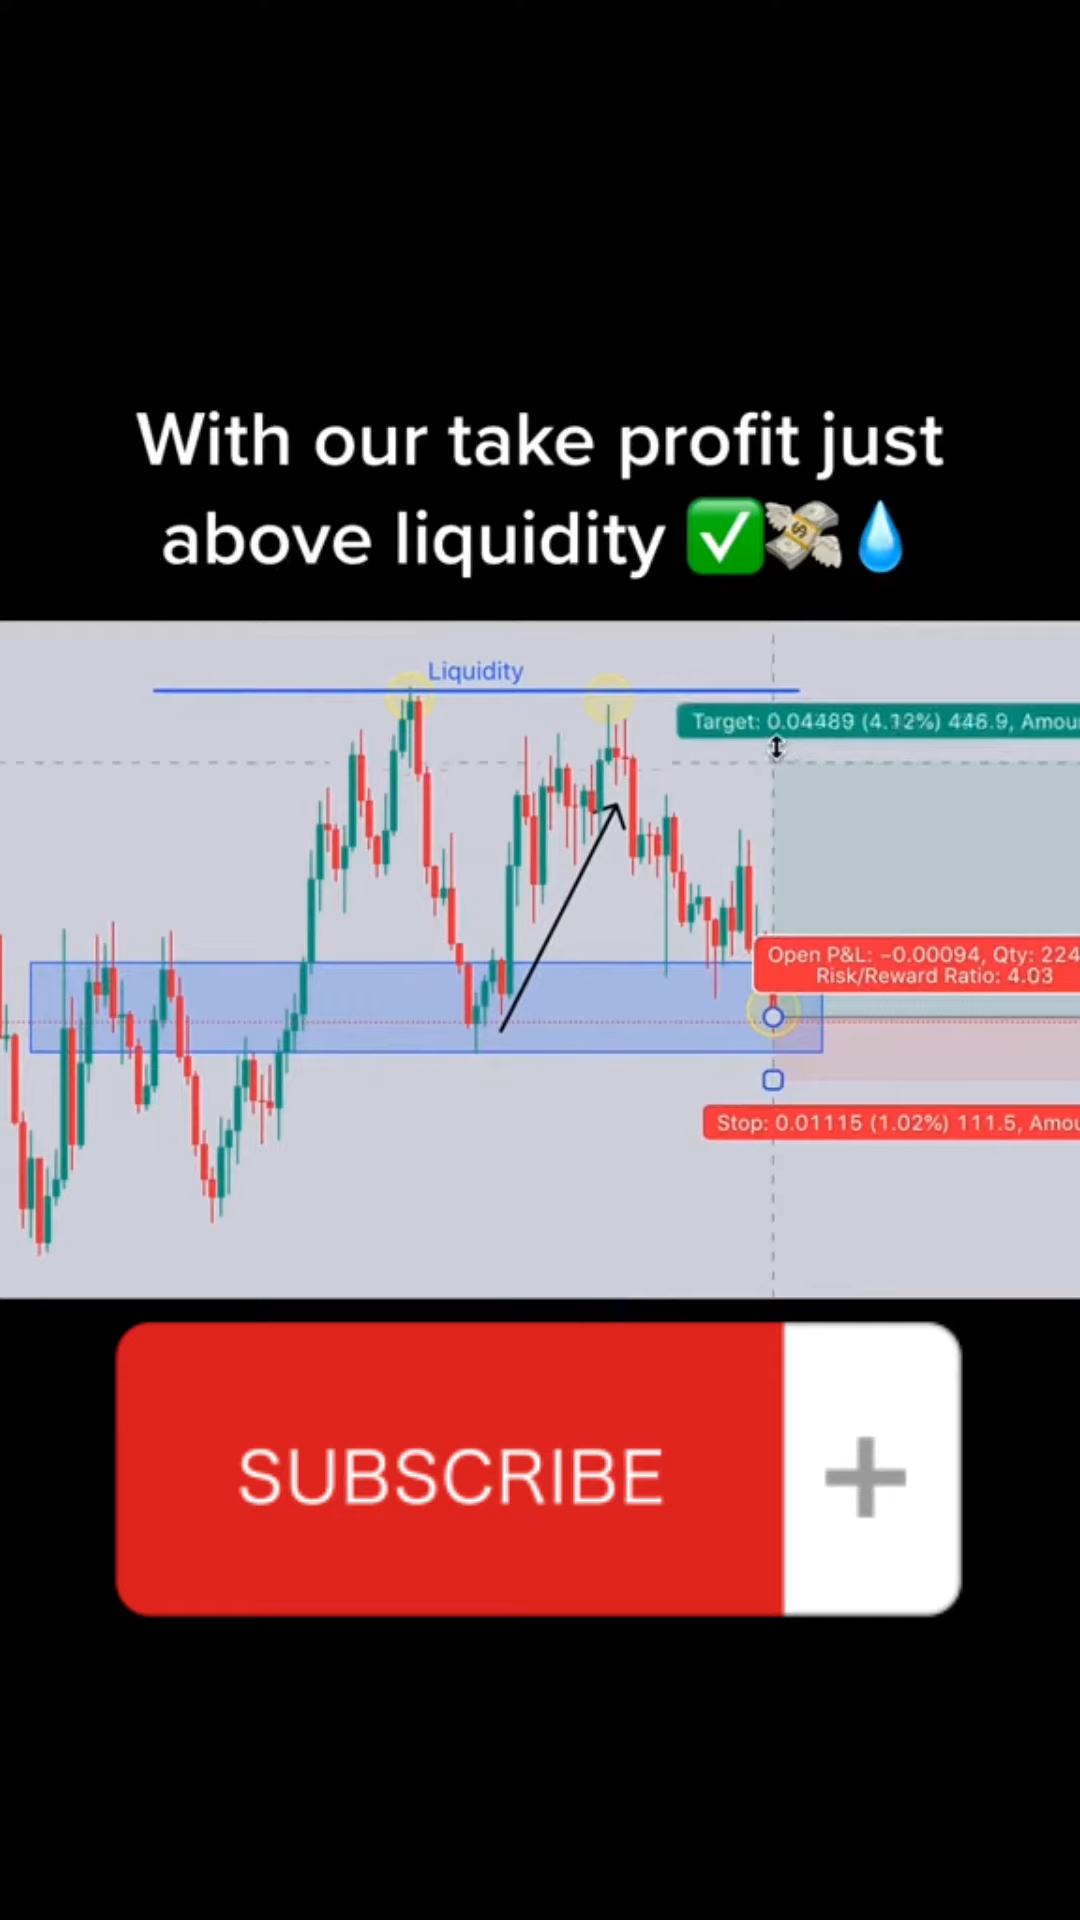 With our take profit just
above liquidity ✅💸💧
Liquidity
Target: 0.04489 (4.12%) 446.9, Amou
Open P&L: −0.00094, Qty: 224
Risk/Reward Ratio: 4.03
Stop: 0.01115 (1.02%) 111.5, Amou
SUBSCRIBE